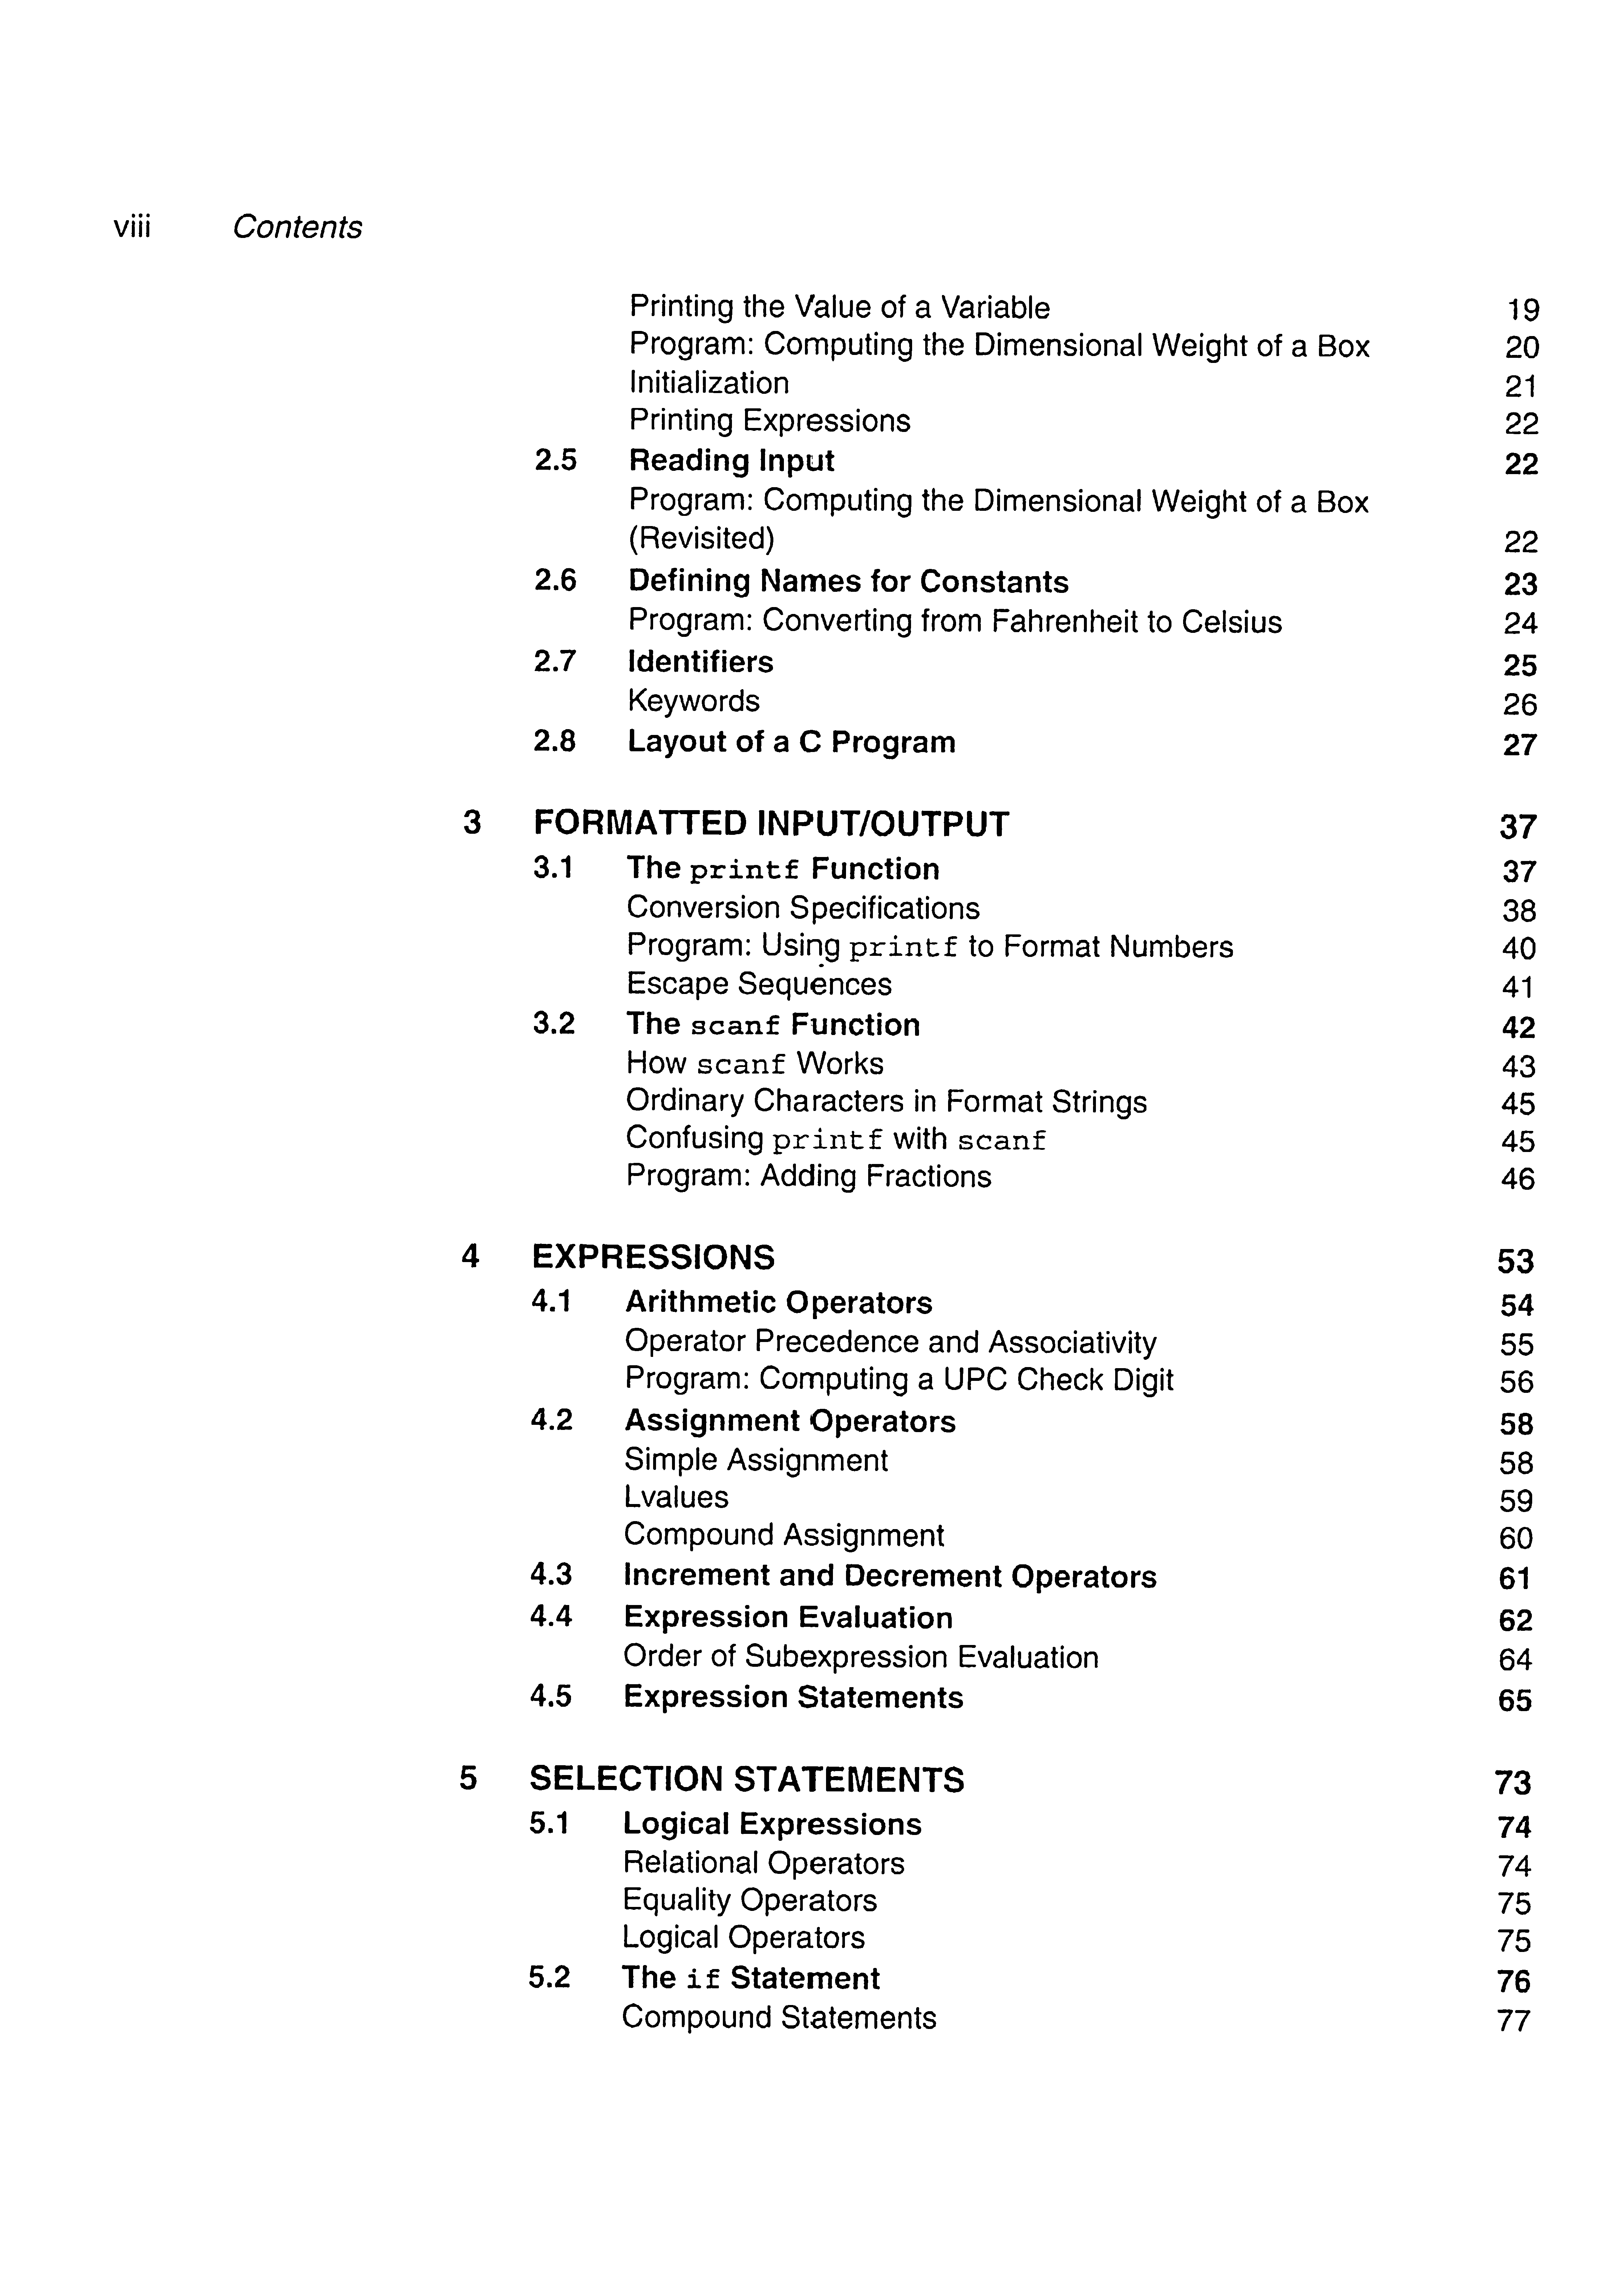 viii Contents
Printing the Value of a Variable 19
Program: Computing the Dimensional Weight of a Box 20
Initialization 21
Printing Expressions 22
2.5 Reading Input 22
Program: Computing the Dimensional Weight of a Box
(Revisited) 22
2.6 Defining Names for Constants 23
Program: Converting from Fahrenheit to Celsius 24
2.7 Identifiers 25
Keywords 26
2.8 Layout of a C Program 27
3 FORMATTED INPUT/OUTPUT 37
3.1 The printf Function 37
Conversion Specifications 38
Program: Using printf to Format Numbers 40
Escape Sequences 41
3.2 The scanf Function 42
How scanf Works 43
Ordinary Characters in Format Strings 45
Confusing printf with scanf 45
Program: Adding Fractions 46
4 EXPRESSIONS 53
4.1 Arithmetic Operators 54
Operator Precedence and Associativity 55
Program: Computing a UPC Check Digit 56
4.2 Assignment Operators 58
Simple Assignment 58
Lvalues 59
Compound Assignment 60
4.3 Increment and Decrement Operators 61
4.4 Expression Evaluation 62
Order of Subexpression Evaluation 64
4.5 Expression Statements 65
5 SELECTION STATEMENTS 73
5.1 Logical Expressions 74
Relational Operators 74
Equality Operators 75
Logical Operators 75
5.2 The if Statement 76
Compound Statements 77